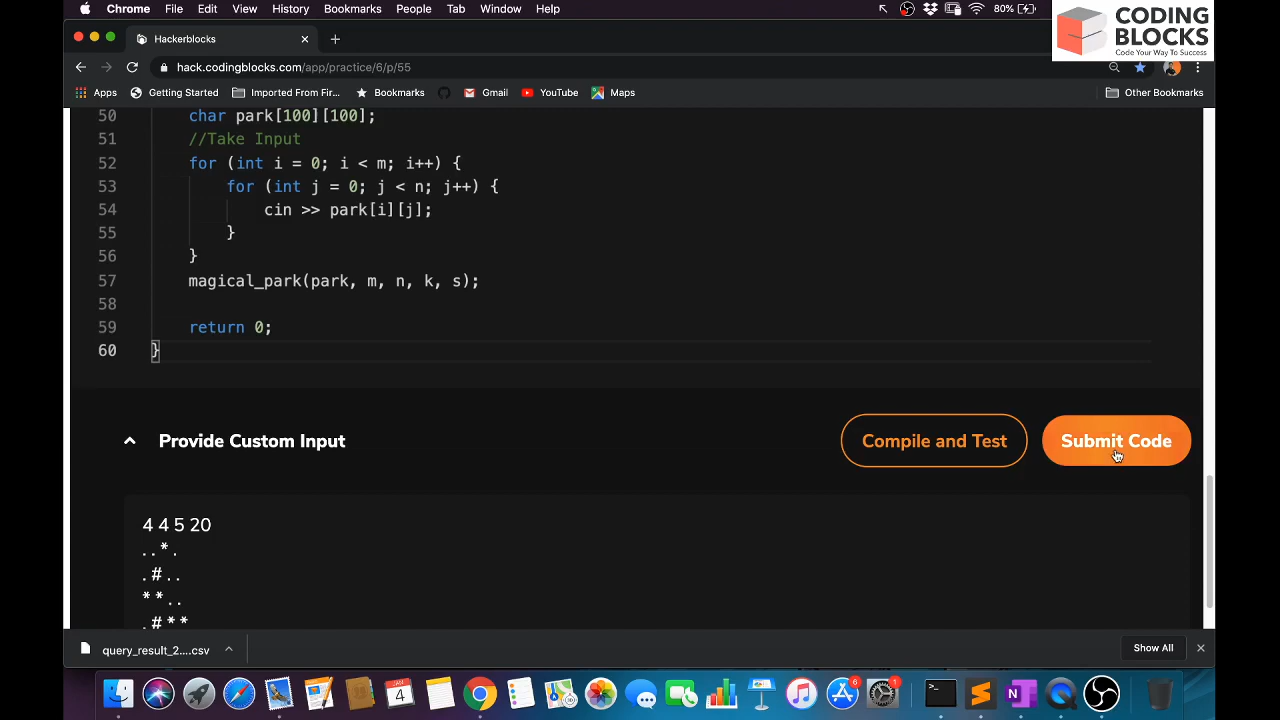 Chrome File Edit View History Bookmarks People Tab Window Help 80%
CODING
BLOCKS
Code Your Way To Success
Hackerblocks
hack.codingblocks.com/app/practice/6/p/55
Apps Getting Started Imported From Fir... Bookmarks Gmail YouTube Maps Other Bookmarks
50 char park[100][100];
51 //Take Input
52 for (int i = 0; i < m; i++) {
53 for (int j = 0; j < n; j++) {
54 cin >> park[i][j];
55 }
56 }
57 magical_park(park, m, n, k, s);
58
59 return 0;
60 }
Provide Custom Input Compile and Test Submit Code
4 4 5 20
. . * .
. # . .
* * . .
. # * *
query_result_2....csv Show All
4 6 1